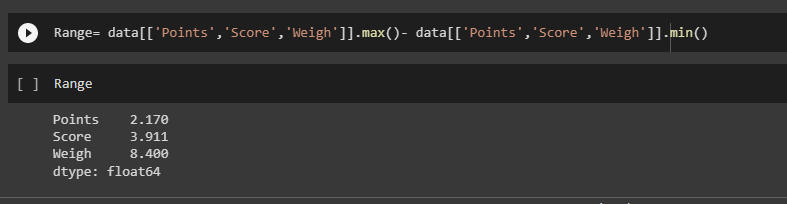 Range= data[['Points','Score','Weigh']].max()- data[['Points','Score','Weigh']].min()
[ ] Range
Points 2.170
Score 3.911
Weigh 8.400
dtype: float64